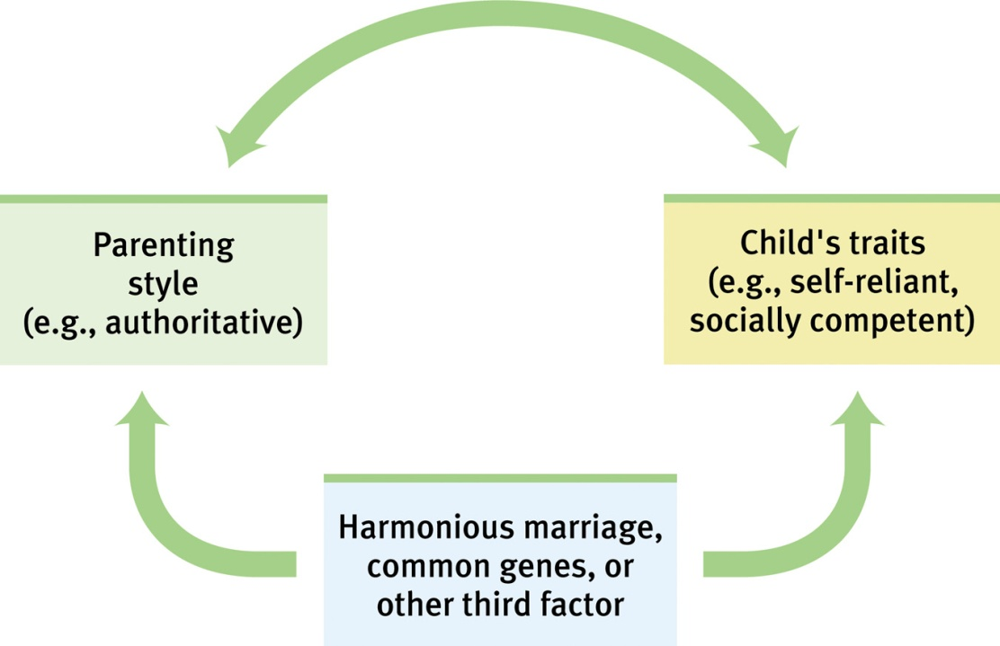 Parenting
style
(e.g., authoritative)
Child's traits
(e.g., self-reliant,
socially competent)
Harmonious marriage,
common genes, or
other third factor